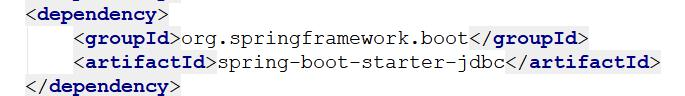 <dependency>
    <groupId>org.springframework.boot</groupId>
    <artifactId>spring-boot-starter-jdbc</artifactId>
</dependency>